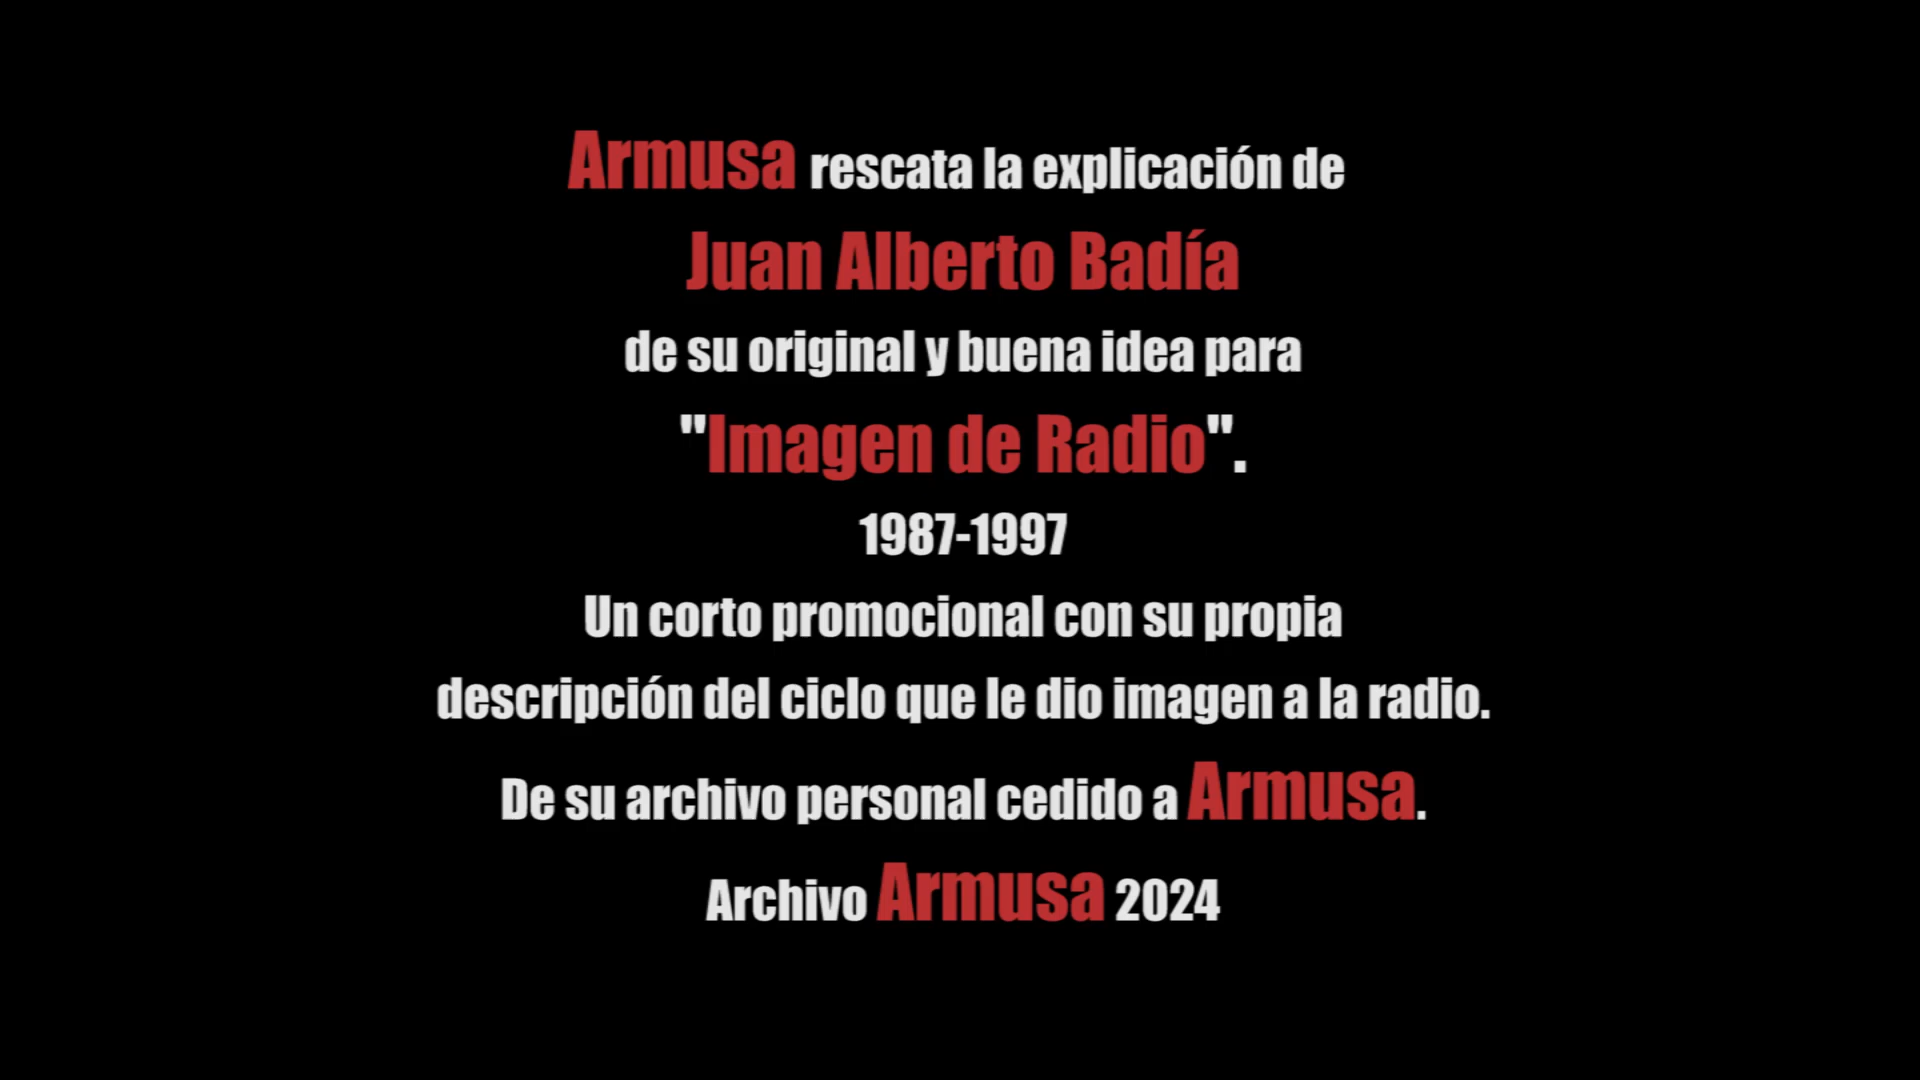 Armusa rescata la explicación de
Juan Alberto Badía
de su original y buena idea para
"Imagen de Radio".
1987-1997
Un corto promocional con su propia
descripción del ciclo que le dio imagen a la radio.
De su archivo personal cedido a Armusa.
Archivo Armusa 2024